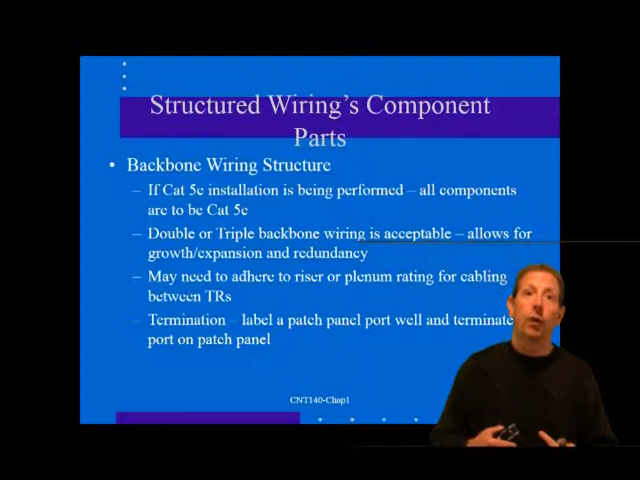 Structured Wiring's Component
Parts
• Backbone Wiring Structure
– If Cat 5e installation is being performed – all components
are to be Cat 5e
– Double or Triple backbone wiring is acceptable – allows for
growth/expansion and redundancy
– May need to adhere to riser or plenum rating for cabling
between TRs
– Termination – label a patch panel port well and terminate
port on patch panel
CNT140-Chap1